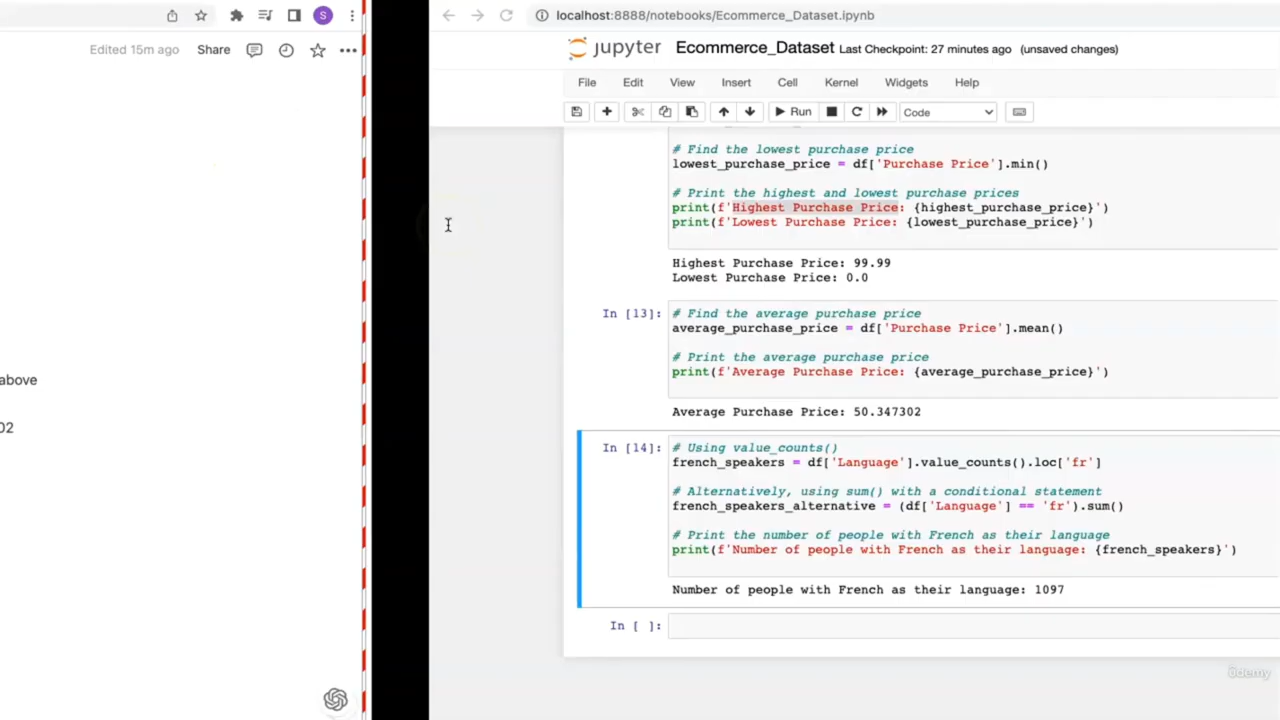 S
Edited 15m ago
Share
above
02
localhost:8888/notebooks/Ecommerce_Dataset.ipynb
jupyter Ecommerce_Dataset Last Checkpoint: 27 minutes ago (unsaved changes)
File Edit View Insert Cell Kernel Widgets Help
Run Code
# Find the lowest purchase price
lowest_purchase_price = df['Purchase Price'].min()
# Print the highest and lowest purchase prices
print(f'Highest Purchase Price: {highest_purchase_price}')
print(f'Lowest Purchase Price: {lowest_purchase_price}')
Highest Purchase Price: 99.99
Lowest Purchase Price: 0.0
In [13]: # Find the average purchase price
average_purchase_price = df['Purchase Price'].mean()
# Print the average purchase price
print(f'Average Purchase Price: {average_purchase_price}')
Average Purchase Price: 50.347302
In [14]: # Using value_counts()
french_speakers = df['Language'].value_counts().loc['fr']
# Alternatively, using sum() with a conditional statement
french_speakers_alternative = (df['Language'] == 'fr').sum()
# Print the number of people with French as their language
print(f'Number of people with French as their language: {french_speakers}')
Number of people with French as their language: 1097
In [ ]:
ûdemy